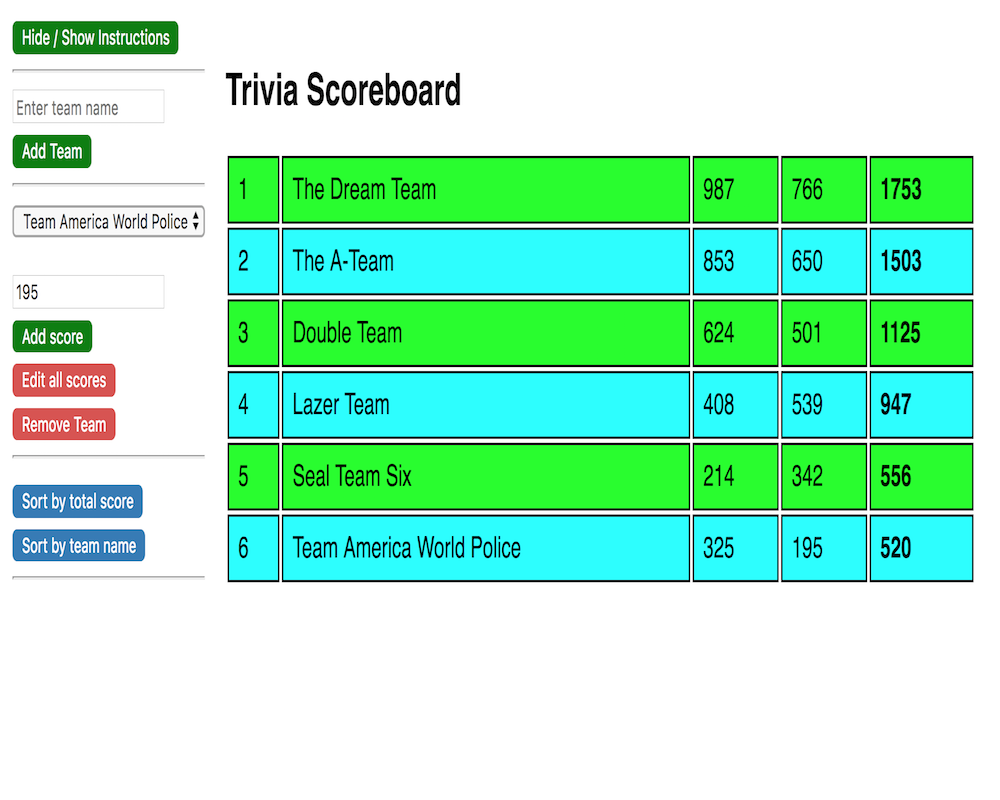 Hide / Show Instructions
Enter team name
Add Team
Team America World Police
195
Add score
Edit all scores
Remove Team
Sort by total score
Sort by team name
Trivia Scoreboard
1 The Dream Team 987 766 1753
2 The A-Team 853 650 1503
3 Double Team 624 501 1125
4 Lazer Team 408 539 947
5 Seal Team Six 214 342 556
6 Team America World Police 325 195 520